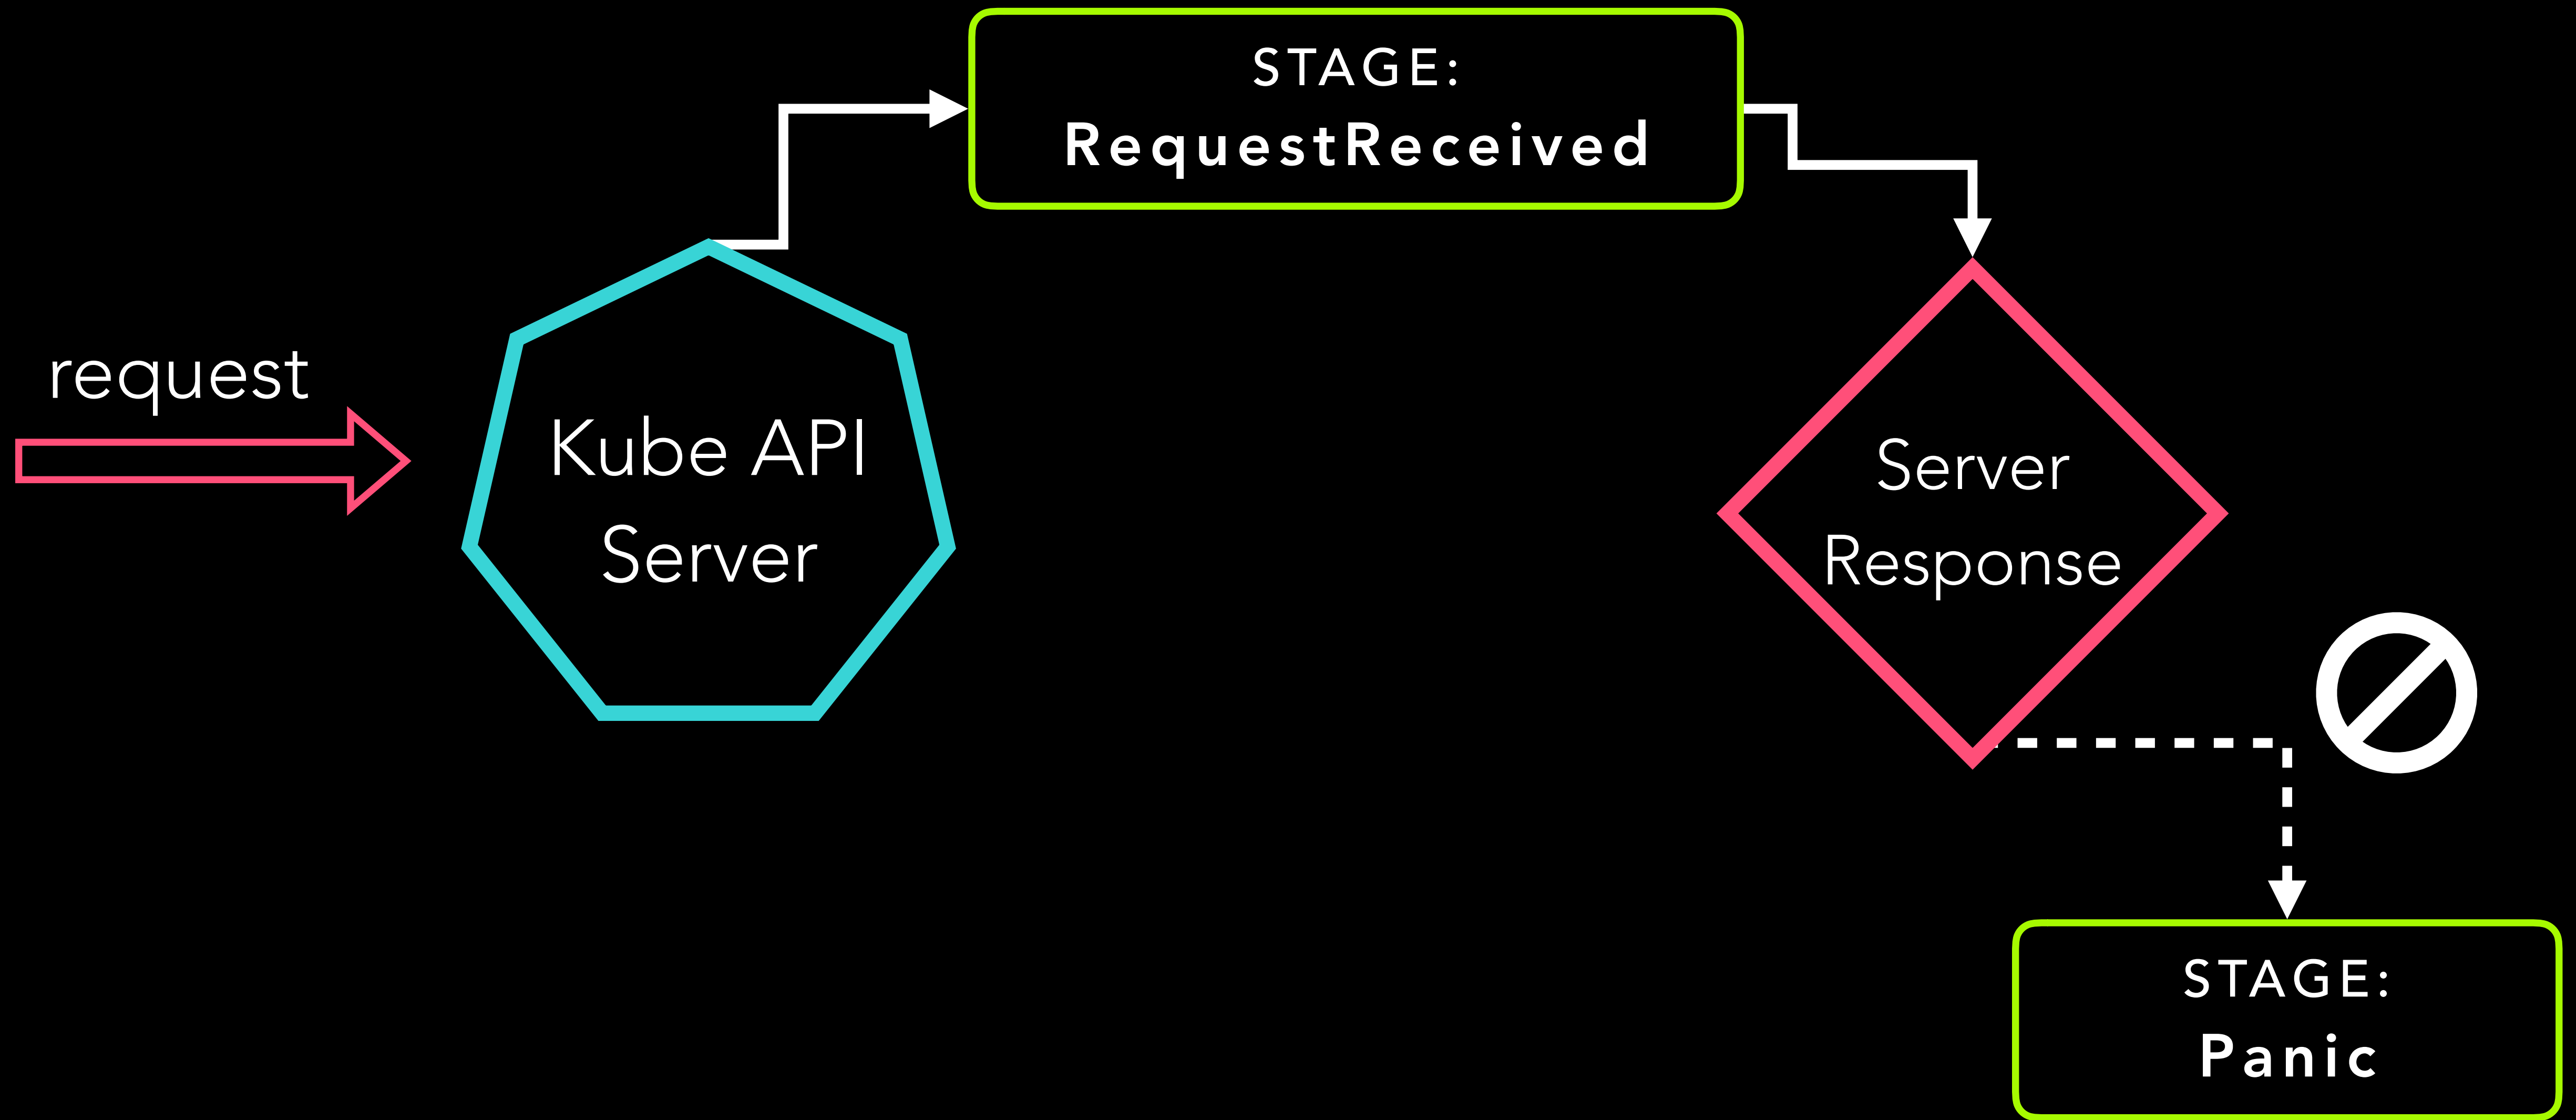 STAGE:
RequestReceived
request
Kube API
Server
Server
Response
STAGE:
Panic